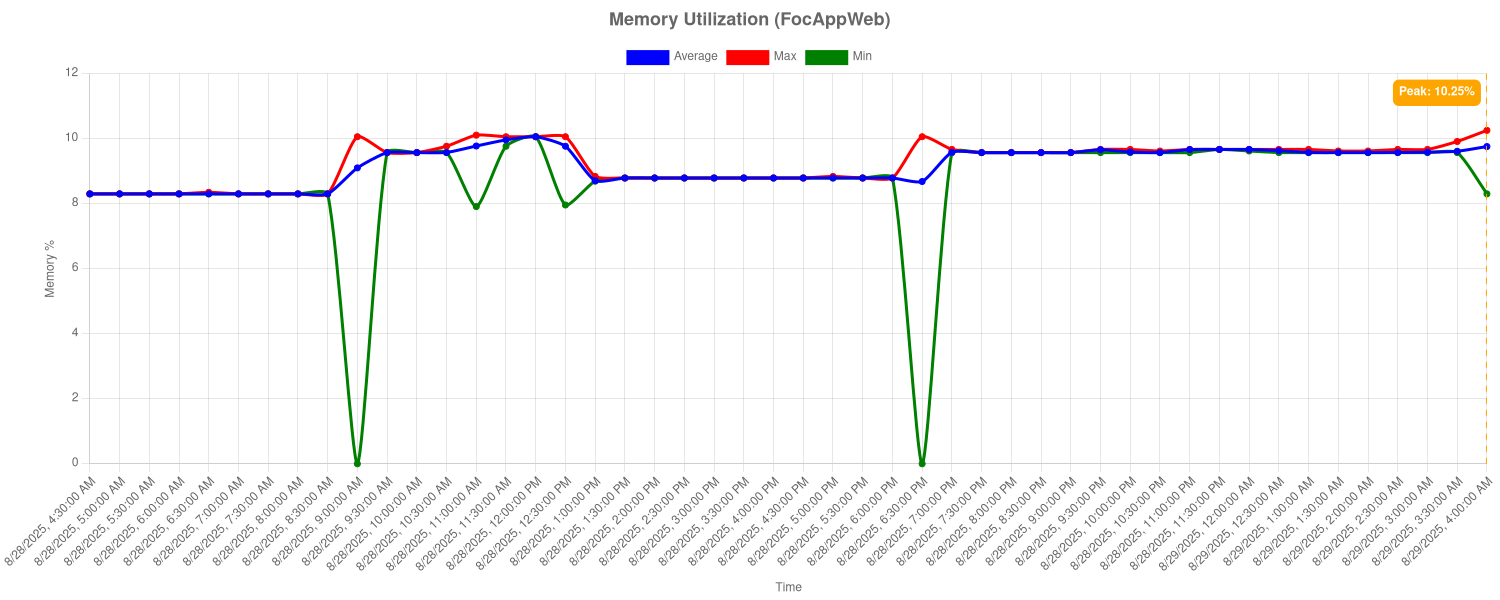 Memory Utilization (FocAppWeb)
Average Max Min
Peak: 10.25%
12
10
8
6
4
2
0
Memory %
8/28/2025, 4:30:00 AM
8/28/2025, 5:00:00 AM
8/28/2025, 5:30:00 AM
8/28/2025, 6:00:00 AM
8/28/2025, 6:30:00 AM
8/28/2025, 7:00:00 AM
8/28/2025, 7:30:00 AM
8/28/2025, 8:00:00 AM
8/28/2025, 8:30:00 AM
8/28/2025, 9:00:00 AM
8/28/2025, 9:30:00 AM
8/28/2025, 10:00:00 AM
8/28/2025, 10:30:00 AM
8/28/2025, 11:00:00 AM
8/28/2025, 11:30:00 AM
8/28/2025, 12:00:00 PM
8/28/2025, 12:30:00 PM
8/28/2025, 1:00:00 PM
8/28/2025, 1:30:00 PM
8/28/2025, 2:00:00 PM
8/28/2025, 2:30:00 PM
8/28/2025, 3:00:00 PM
8/28/2025, 3:30:00 PM
8/28/2025, 4:00:00 PM
8/28/2025, 4:30:00 PM
8/28/2025, 5:00:00 PM
8/28/2025, 5:30:00 PM
8/28/2025, 6:00:00 PM
8/28/2025, 6:30:00 PM
8/28/2025, 7:00:00 PM
8/28/2025, 7:30:00 PM
8/28/2025, 8:00:00 PM
8/28/2025, 8:30:00 PM
8/28/2025, 9:00:00 PM
8/28/2025, 9:30:00 PM
8/28/2025, 10:00:00 PM
8/28/2025, 10:30:00 PM
8/28/2025, 11:00:00 PM
8/28/2025, 11:30:00 PM
8/29/2025, 12:00:00 AM
8/29/2025, 12:30:00 AM
8/29/2025, 1:00:00 AM
8/29/2025, 1:30:00 AM
8/29/2025, 2:00:00 AM
8/29/2025, 2:30:00 AM
8/29/2025, 3:00:00 AM
8/29/2025, 3:30:00 AM
8/29/2025, 4:00:00 AM
Time